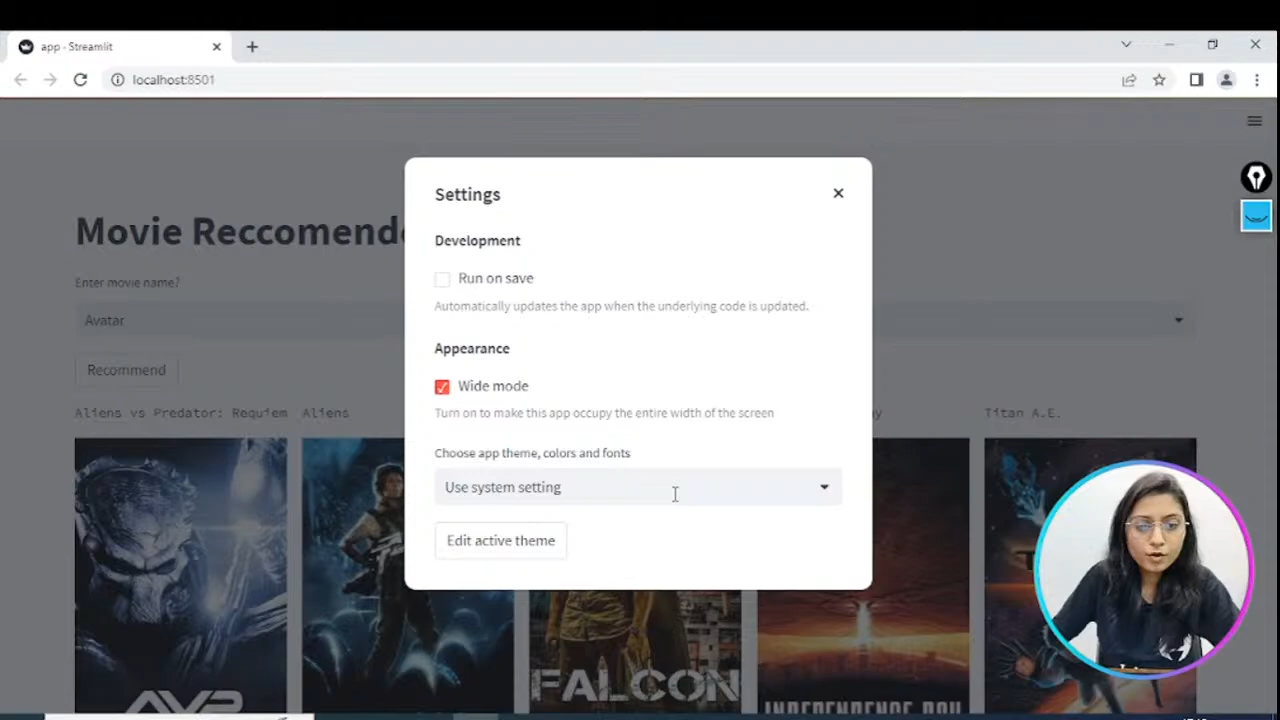 app - Streamlit
localhost:8501
Settings
Movie Reccomend
Development
Enter movie name?
Run on save
Automatically updates the app when the underlying code is updated.
Avatar
Appearance
Recommend
Wide mode
Aliens vs Predator: Requiem
Aliens
Turn on to make this app occupy the entire width of the screen
Titan A.E.
Choose app theme, colors and fonts
Use system setting
Edit active theme
FALCON
AVP
INDEPENDENCE DAY